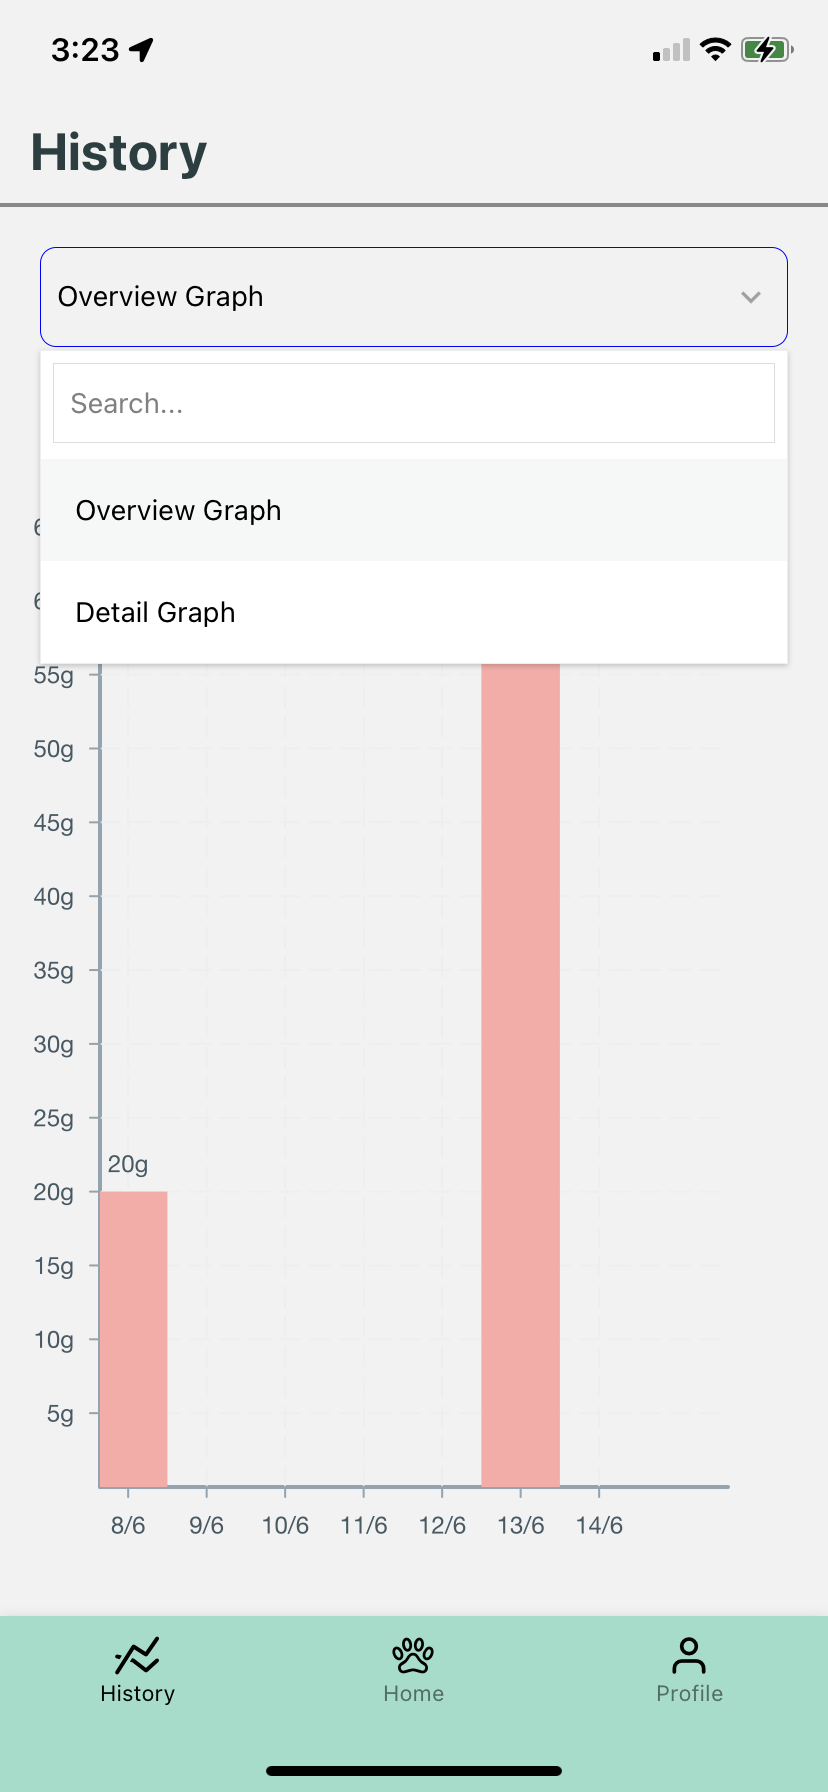 3:23
History
Overview Graph
Search...
Overview Graph
Detail Graph
55g
50g
45g
40g
35g
30g
25g
20g
20g
15g
10g
5g
8/6 9/6 10/6 11/6 12/6 13/6 14/6
History Home Profile